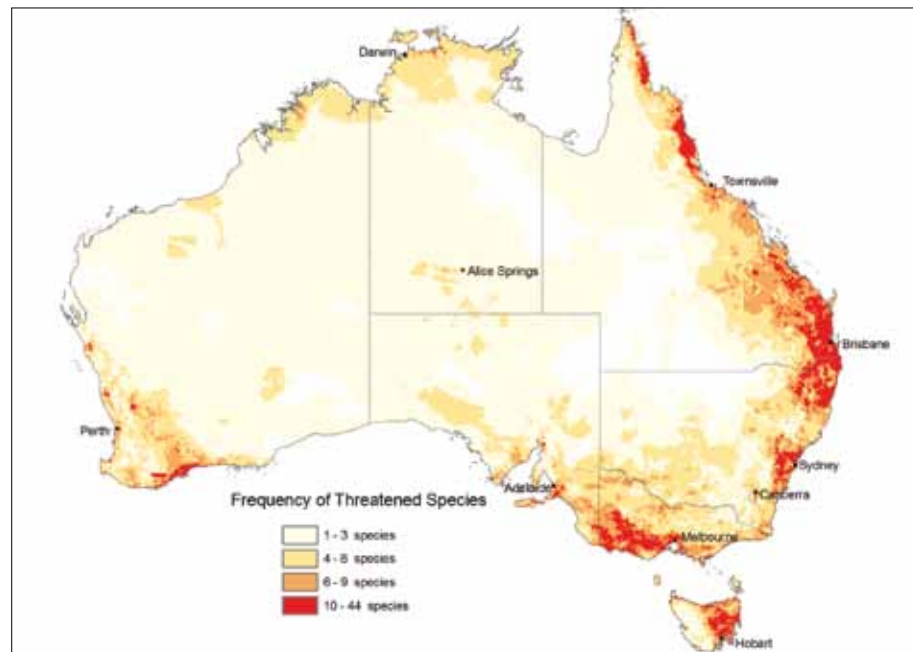 Darwin
Townsville
Alice Springs
Brisbane
Perth
Sydney
Adelaide
Canberra
Melbourne
Hobart
Frequency of Threatened Species
1 - 3 species
4 - 6 species
6 - 9 species
10 - 44 species